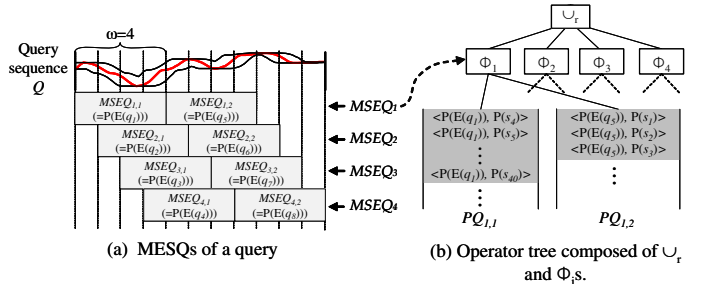 ω=4
Query
sequence
Q
MSEQ1,1
(=P(E(q1)))
MSEQ1,2
(=P(E(q5)))
MSEQ2,1
(=P(E(q2)))
MSEQ2,2
(=P(E(q6)))
MSEQ3,1
(=P(E(q3)))
MSEQ3,2
(=P(E(q7)))
MSEQ4,1
(=P(E(q4)))
MSEQ4,2
(=P(E(q8)))
MSEQ1
MSEQ2
MSEQ3
MSEQ4
(a) MESQs of a query
∪r
Φ1
Φ2
Φ3
Φ4
<P(E(q1)), P(s4)>
<P(E(q1)), P(s5)>
<P(E(q1)), P(s40)>
PQ1,1
<P(E(q5)), P(s1)>
<P(E(q5)), P(s2)>
<P(E(q5)), P(s3)>
PQ1,2
(b) Operator tree composed of ∪r
and Φis.